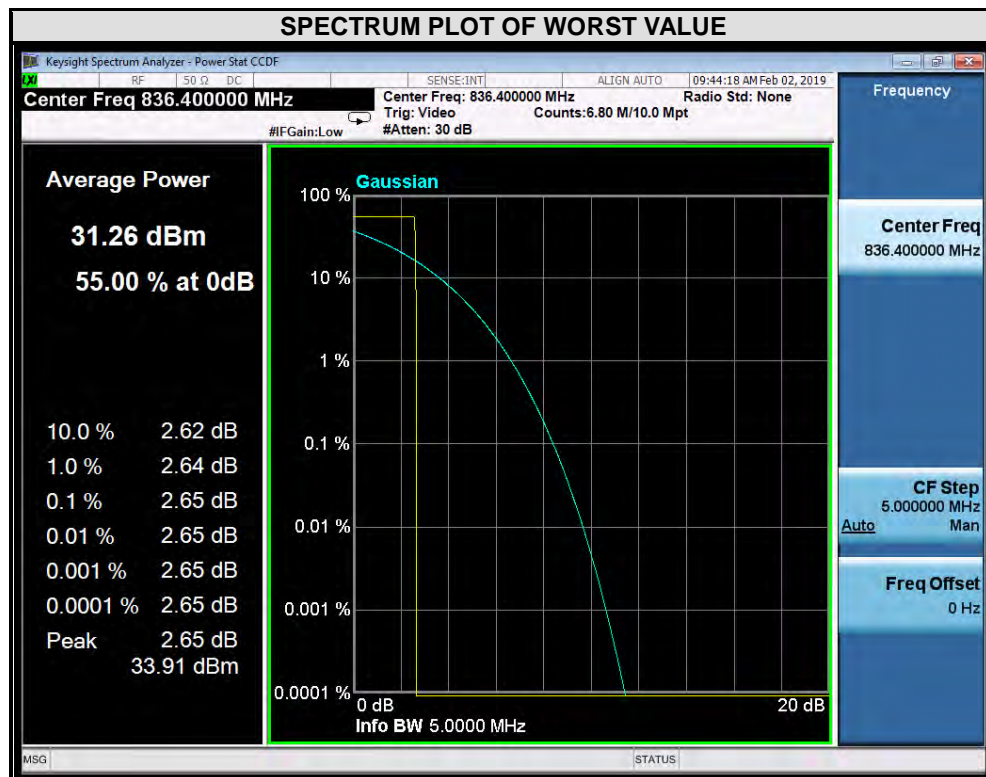 SPECTRUM PLOT OF WORST VALUE
Keysight Spectrum Analyzer - Power Stat CCDF
LXI RF 50 Ω DC SENSE:INT ALIGN AUTO 09:44:18 AM Feb 02, 2019
Center Freq 836.400000 MHz
Center Freq: 836.400000 MHz Radio Std: None
Trig: Video Counts:6.80 M/10.0 Mpt
#IFGain:Low #Atten: 30 dB
Frequency
Average Power
31.26 dBm
55.00 % at 0dB
10.0 % 2.62 dB
1.0 % 2.64 dB
0.1 % 2.65 dB
0.01 % 2.65 dB
0.001 % 2.65 dB
0.0001 % 2.65 dB
Peak 2.65 dB
33.91 dBm
Gaussian
100 %
10 %
1 %
0.1 %
0.01 %
0.001 %
0.0001 %
0 dB 20 dB
Info BW 5.0000 MHz
Center Freq
836.400000 MHz
CF Step
5.000000 MHz
Auto Man
Freq Offset
0 Hz
MSG STATUS